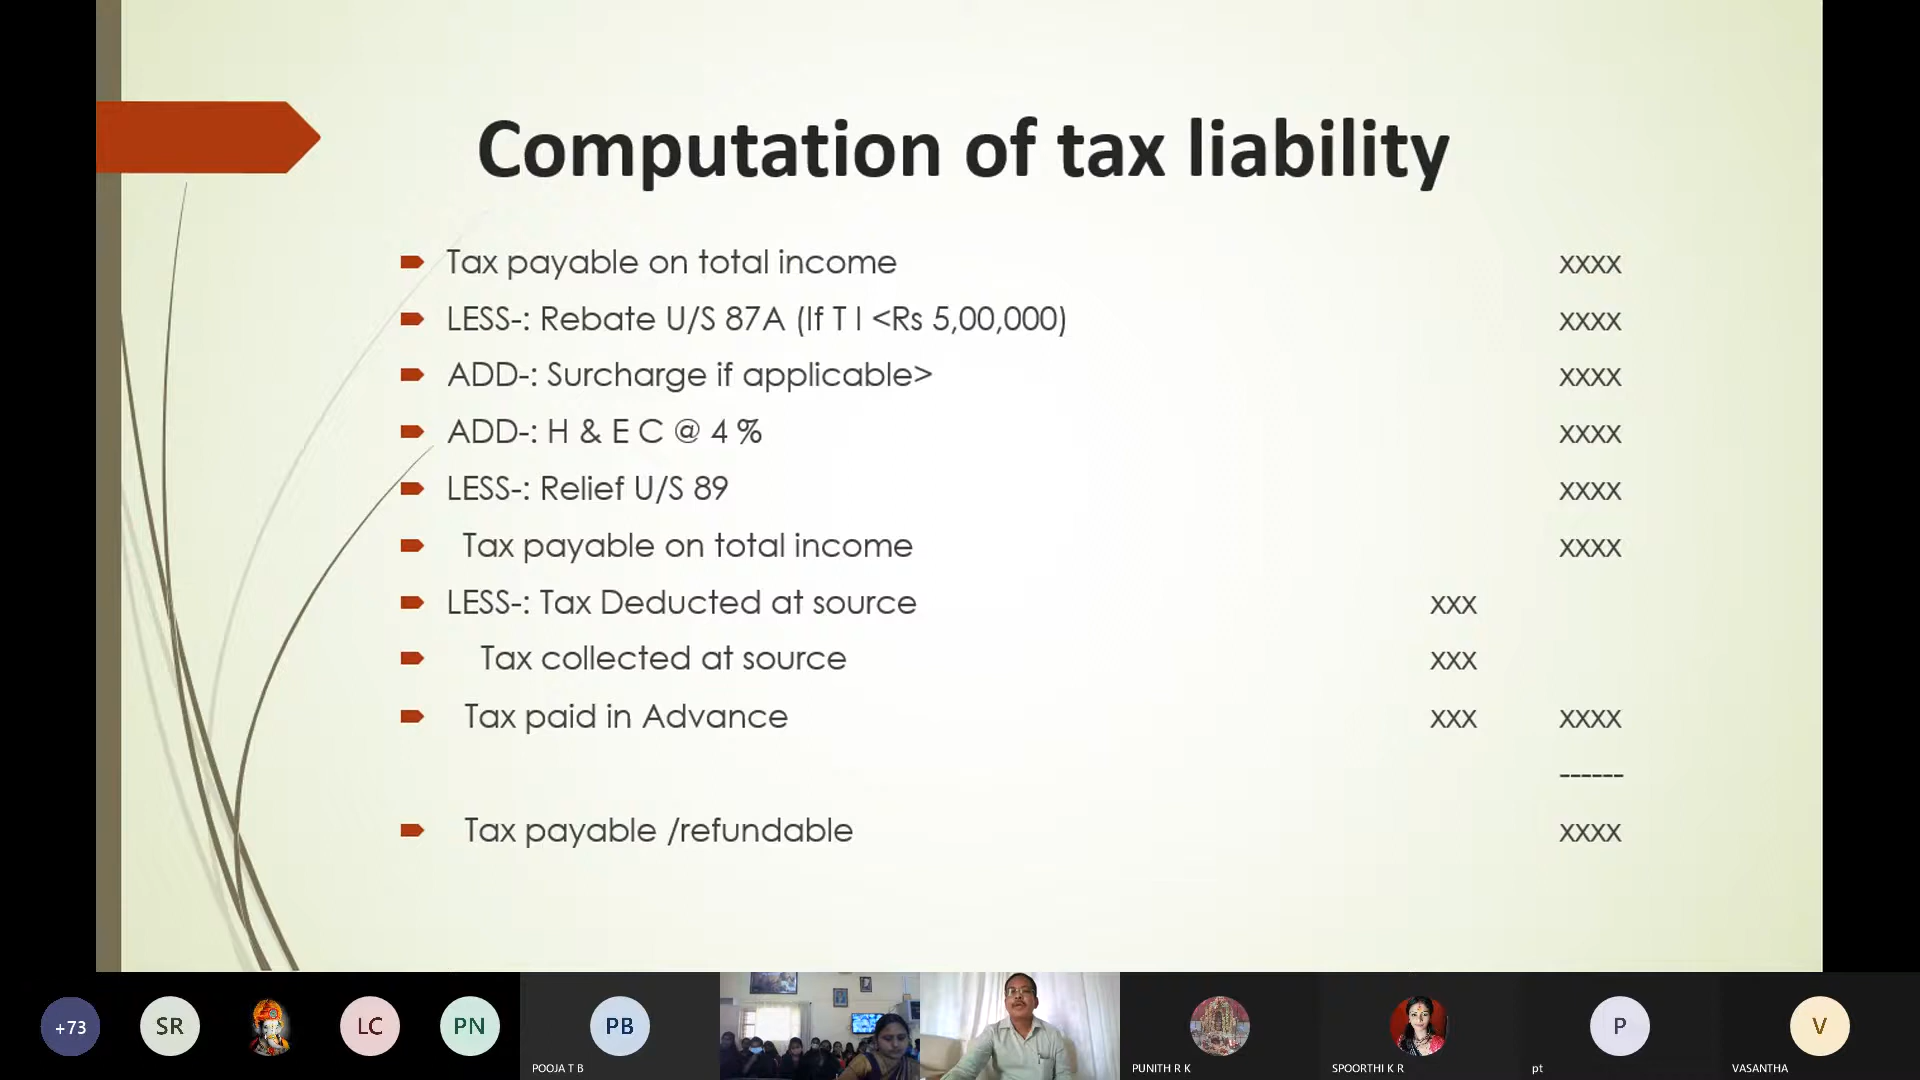 Computation of tax liability
Tax payable on total income xxxx
LESS-: Rebate U/S 87A (If T I <Rs 5,00,000) xxxx
ADD-: Surcharge if applicable> xxxx
ADD-: H & E C @ 4 % xxxx
LESS-: Relief U/S 89 xxxx
Tax payable on total income xxxx
LESS-: Tax Deducted at source xxx
Tax collected at source xxx
Tax paid in Advance xxx xxxx
------
Tax payable /refundable xxxx
+73 SR LC PN PB P V
POOJA T B PUNITH R K SPOORTHI K R pt VASANTHA